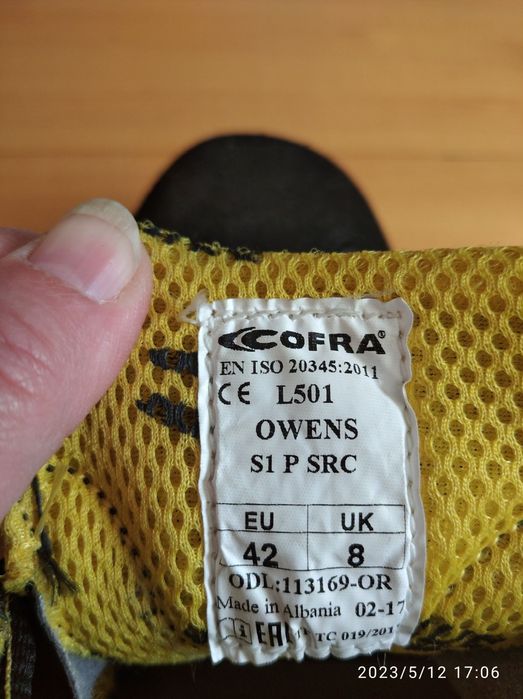 COFRA®
EN ISO 20345:2011
CE L501
OWENS
S1 P SRC
EU UK
42 8
ODL:113169-OR
Made in Albania 02-17
EAC TC 019/201
2023/5/12 17:06